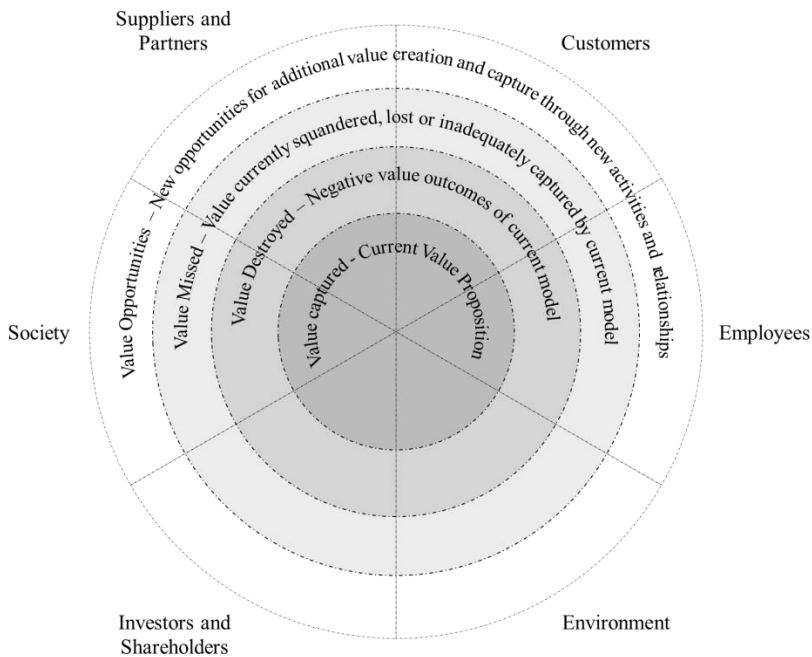 Suppliers and
Partners
Customers
Value Opportunities – New opportunities for additional value creation and capture through new activities and relationships
Value Missed – Value currently squandered, lost or inadequately captured by current model
Value Destroyed – Negative value outcomes of current model
Value captured - Current Value Proposition
Society
Employees
Investors and
Shareholders
Environment